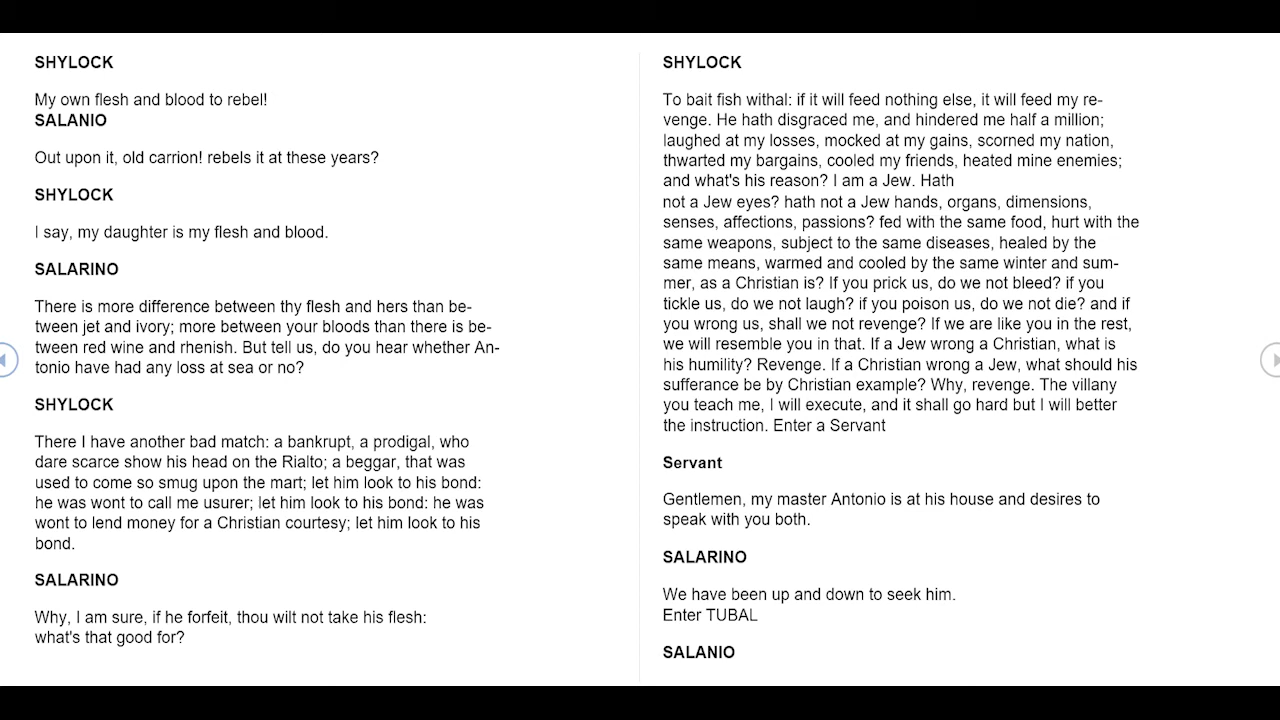 SHYLOCK
My own flesh and blood to rebel!
SALANIO
Out upon it, old carrion! rebels it at these years?
SHYLOCK
I say, my daughter is my flesh and blood.
SALARINO
There is more difference between thy flesh and hers than be-
tween jet and ivory; more between your bloods than there is be-
tween red wine and rhenish. But tell us, do you hear whether An-
tonio have had any loss at sea or no?
SHYLOCK
There I have another bad match: a bankrupt, a prodigal, who
dare scarce show his head on the Rialto; a beggar, that was
used to come so smug upon the mart; let him look to his bond:
he was wont to call me usurer; let him look to his bond: he was
wont to lend money for a Christian courtesy; let him look to his
bond.
SALARINO
Why, I am sure, if he forfeit, thou wilt not take his flesh:
what's that good for?
SHYLOCK
To bait fish withal: if it will feed nothing else, it will feed my re-
venge. He hath disgraced me, and hindered me half a million;
laughed at my losses, mocked at my gains, scorned my nation,
thwarted my bargains, cooled my friends, heated mine enemies;
and what's his reason? I am a Jew. Hath
not a Jew eyes? hath not a Jew hands, organs, dimensions,
senses, affections, passions? fed with the same food, hurt with the
same weapons, subject to the same diseases, healed by the
same means, warmed and cooled by the same winter and sum-
mer, as a Christian is? If you prick us, do we not bleed? if you
tickle us, do we not laugh? if you poison us, do we not die? and if
you wrong us, shall we not revenge? If we are like you in the rest,
we will resemble you in that. If a Jew wrong a Christian, what is
his humility? Revenge. If a Christian wrong a Jew, what should his
sufferance be by Christian example? Why, revenge. The villany
you teach me, I will execute, and it shall go hard but I will better
the instruction. Enter a Servant
Servant
Gentlemen, my master Antonio is at his house and desires to
speak with you both.
SALARINO
We have been up and down to seek him.
Enter TUBAL
SALANIO